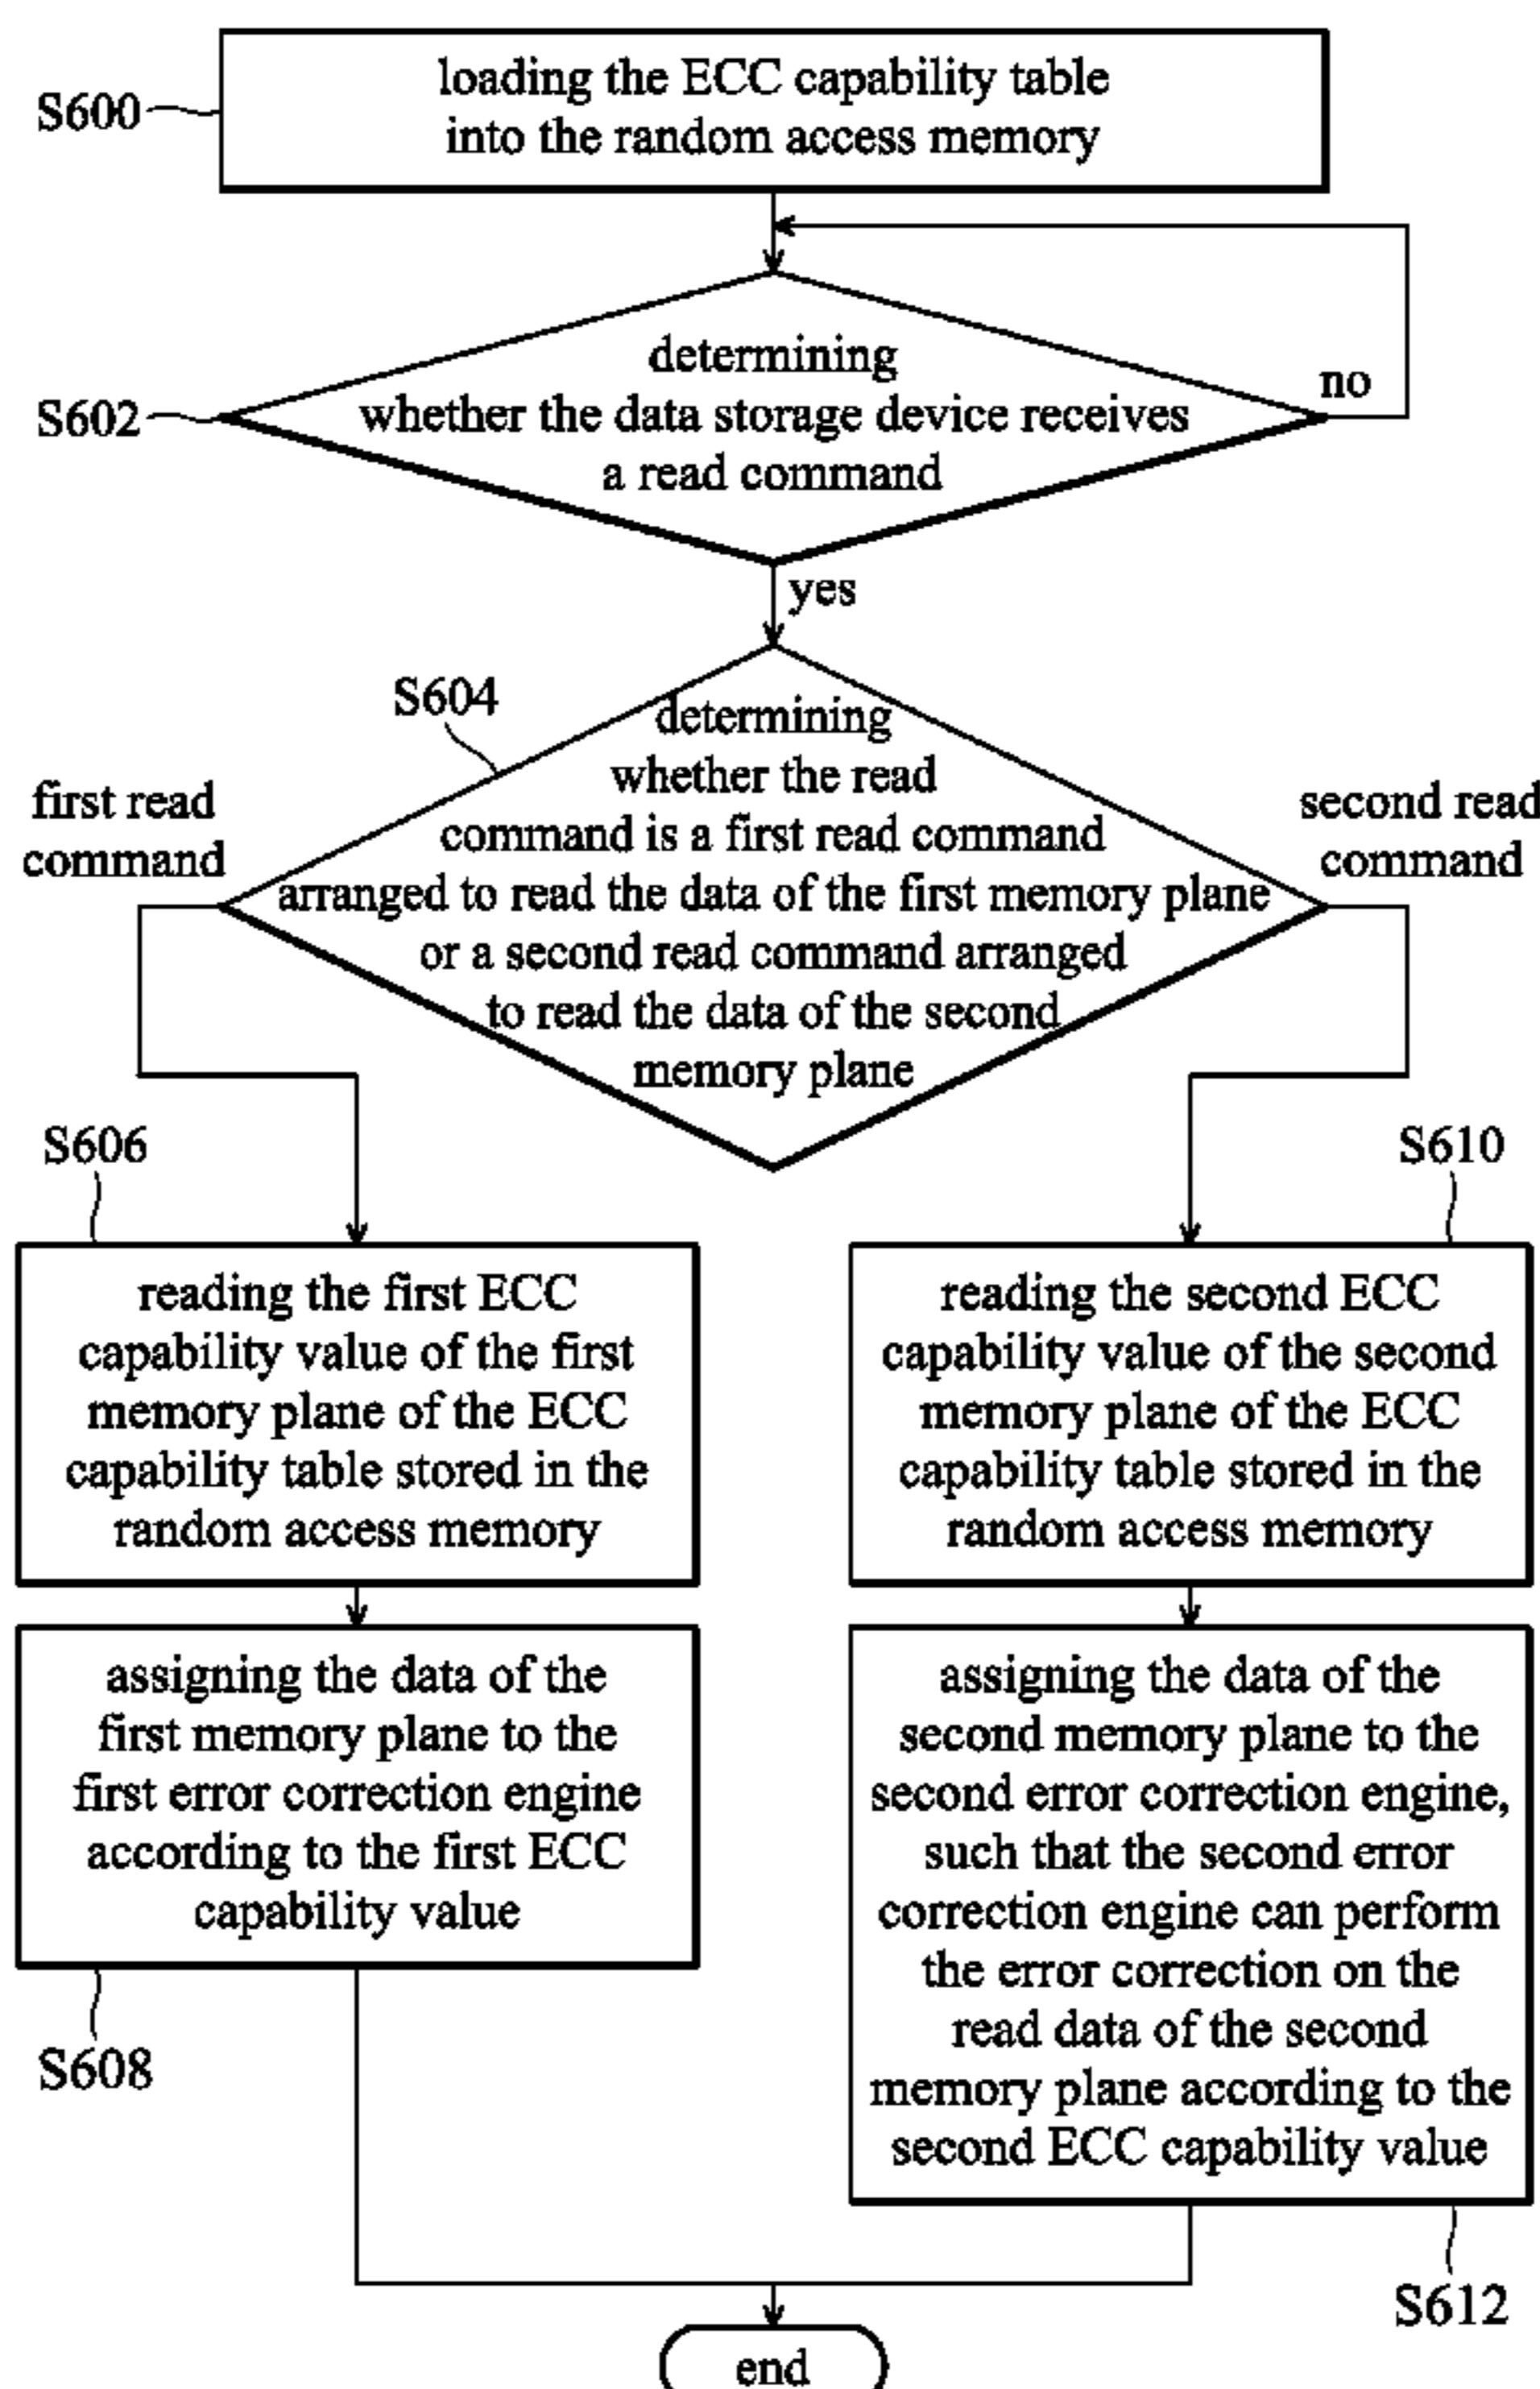 S600
loading the ECC capability table
into the random access memory
S602
determining
whether the data storage device receives
a read command
no
yes
S604
determining
whether the read
command is a first read command
arranged to read the data of the first memory plane
or a second read command arranged
to read the data of the second
memory plane
first read
command
second read
command
S606
reading the first ECC
capability value of the first
memory plane of the ECC
capability table stored in the
random access memory
S610
reading the second ECC
capability value of the second
memory plane of the ECC
capability table stored in the
random access memory
assigning the data of the
first memory plane to the
first error correction engine
according to the first ECC
capability value
S608
assigning the data of the
second memory plane to the
second error correction engine,
such that the second error
correction engine can perform
the error correction on the
read data of the second
memory plane according to the
second ECC capability value
S612
end